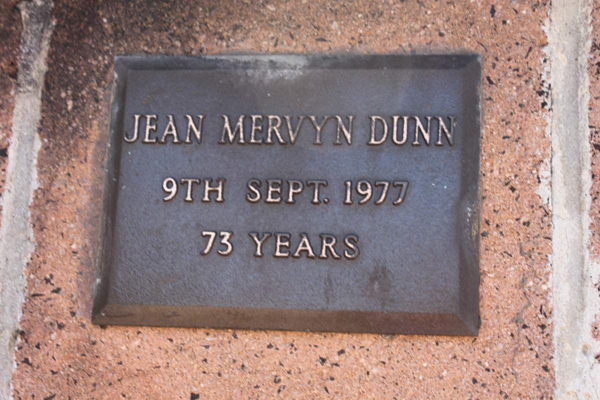 JEAN MERVYN DUNN
9TH SEPT. 1977
73 YEARS